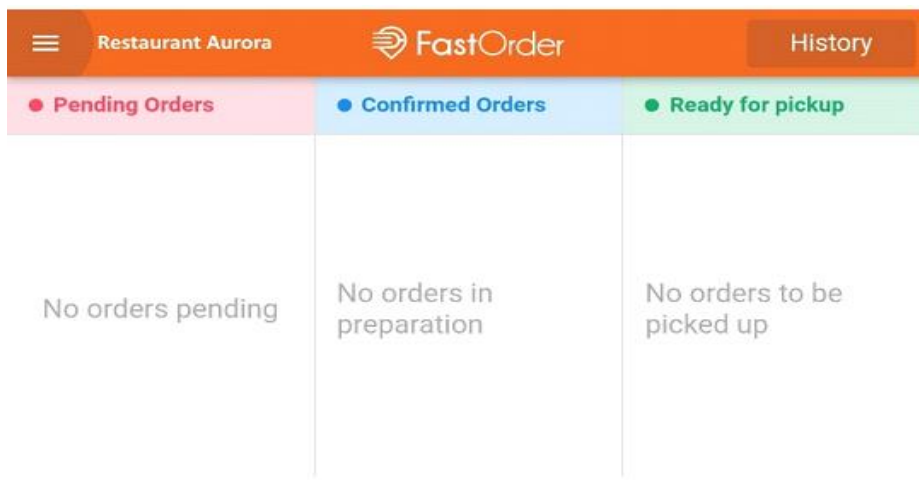 Restaurant Aurora
FastOrder
History
Pending Orders
Confirmed Orders
Ready for pickup
No orders pending
No orders in
preparation
No orders to be
picked up